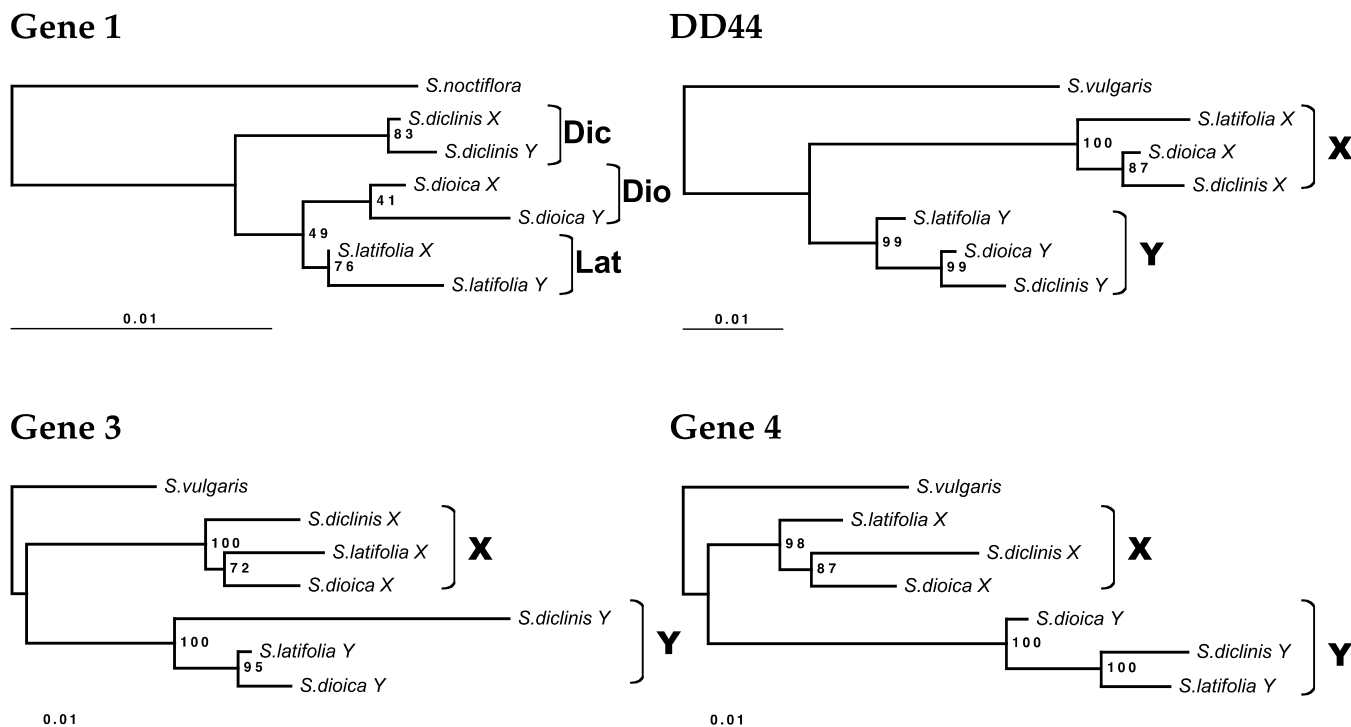 Gene 1
S.noctiflora
S.diclinis X
83
S.diclinis Y
Dic
S.dioica X
41
S.dioica Y
Dio
49
S.latifolia X
76
S.latifolia Y
Lat
0.01
DD44
S.vulgaris
S.latifolia X
100
S.dioica X
87
S.diclinis X
X
S.latifolia Y
99
S.dioica Y
99
S.diclinis Y
Y
0.01
Gene 3
S.vulgaris
S.diclinis X
100
S.latifolia X
72
S.dioica X
X
S.diclinis Y
100
S.latifolia Y
95
S.dioica Y
Y
0.01
Gene 4
S.vulgaris
S.latifolia X
98
S.diclinis X
87
S.dioica X
X
S.dioica Y
100
S.diclinis Y
100
S.latifolia Y
Y
0.01